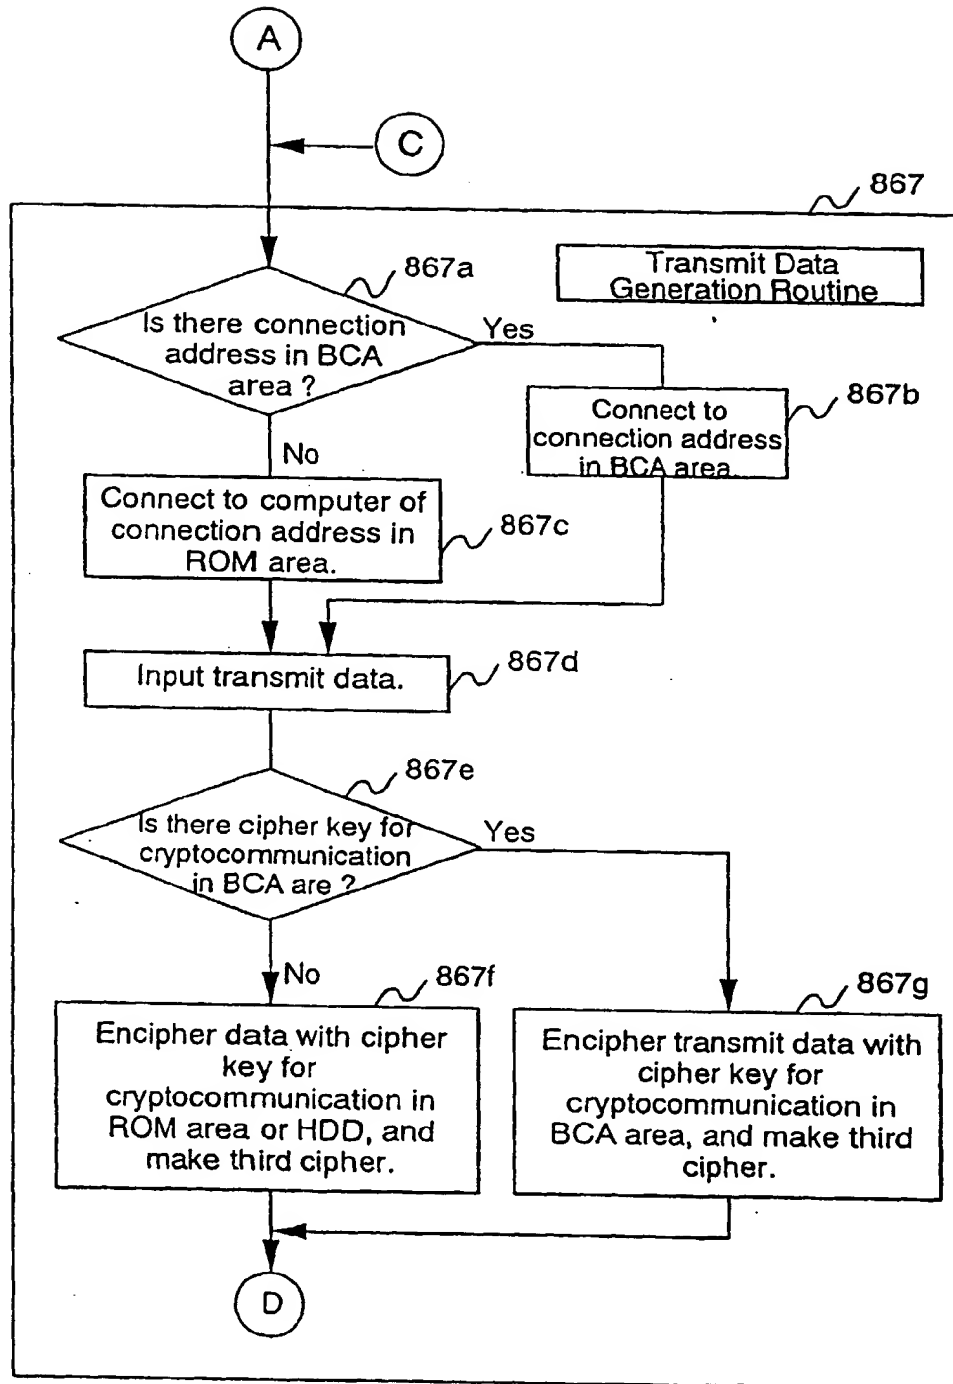 A
C
867
867a
Transmit Data
Generation Routine
Is there connection
address in BCA
area ?
Yes
867b
Connect to
connection address
in BCA area.
No
Connect to computer of
connection address in
ROM area.
867c
Input transmit data.
867d
867e
Is there cipher key for
cryptocommunication
in BCA are ?
Yes
No
867f
867g
Encipher data with cipher
key for
cryptocommunication in
ROM area or HDD, and
make third cipher.
Encipher transmit data with
cipher key for
cryptocommunication in
BCA area, and make third
cipher.
D